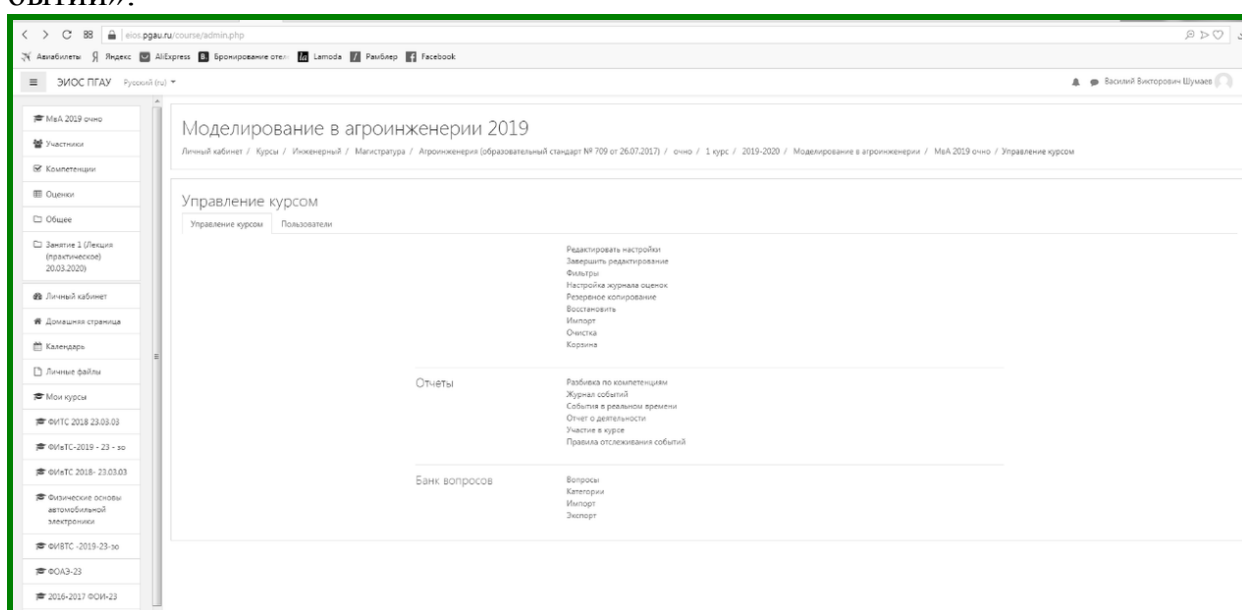 eios.pgau.ru/course/admin.php
Авиабилеты Яндекс AliExpress Бронирование отел Lamoda Рамблер Facebook
ЭИОС ПГАУ Русский (ru) Василий Викторович Шумаев
МвА 2019 очно
Участники
Компетенции
Оценки
Общее
Занятие 1 (Лекция
(практическое)
20.03.2020)
Личный кабинет
Домашняя страница
Календарь
Личные файлы
Мои курсы
ФИТС 2018 23.03.03
ФИвТС-2019 - 23 - зо
ФИвТС 2018- 23.03.03
Физические основы
автомобильной
электроники
ФИВТС -2019-23-зо
ФОАЭ-23
2016-2017 ФОИ-23
Моделирование в агроинженерии 2019
Личный кабинет / Курсы / Инженерный / Магистратура / Агроинженерия (образовательный стандарт № 709 от 26.07.2017) / очно / 1 курс / 2019-2020 / Моделирование в агроинженерии / МвА 2019 очно / Управление курсом
Управление курсом
Управление курсом Пользователи
Редактировать настройки
Завершить редактирование
Фильтры
Настройка журнала оценок
Резервное копирование
Восстановить
Импорт
Очистка
Корзина
Отчеты
Разбивка по компетенциям
Журнал событий
События в реальном времени
Отчет о деятельности
Участие в курсе
Правила отслеживания событий
Банк вопросов
Вопросы
Категории
Импорт
Экспорт